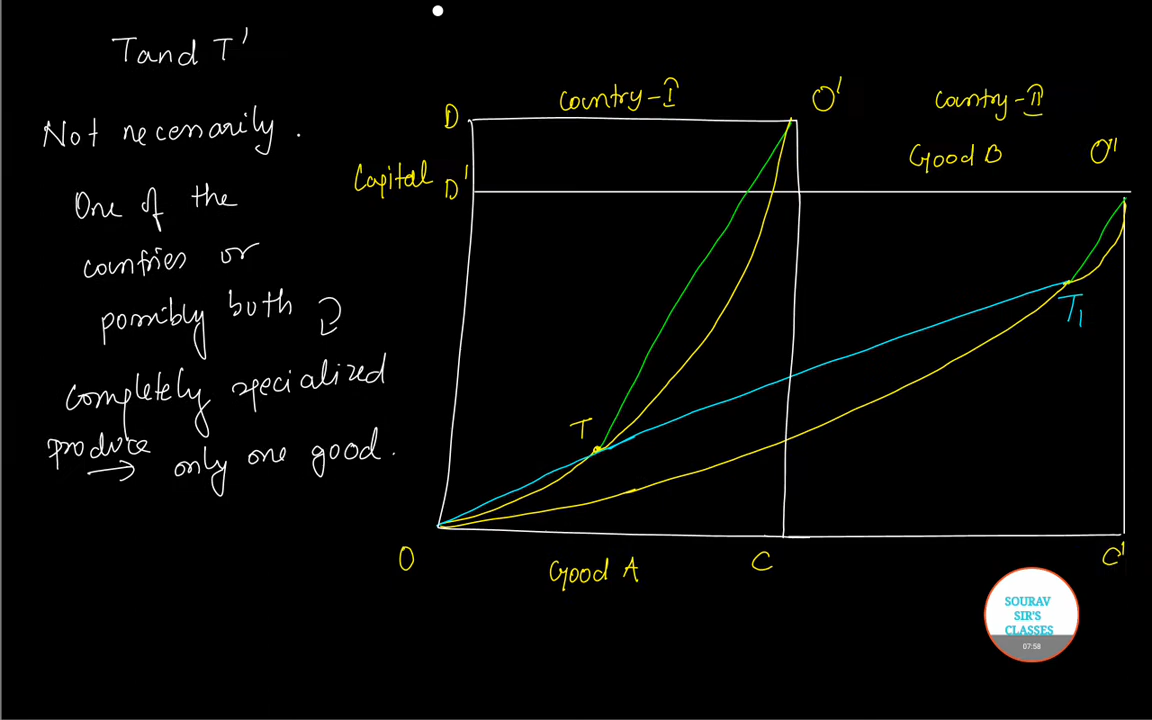 T and T'
Not necessarily.
One of the
countries or
possibly both
completely specialized
produce
→ only one good.
Country-I
O'
Country-II
D
Good B
O"
Capital D'
T
T1
O
Good A
C
C'
SOURAV
SIR'S
CLASSES
07:58